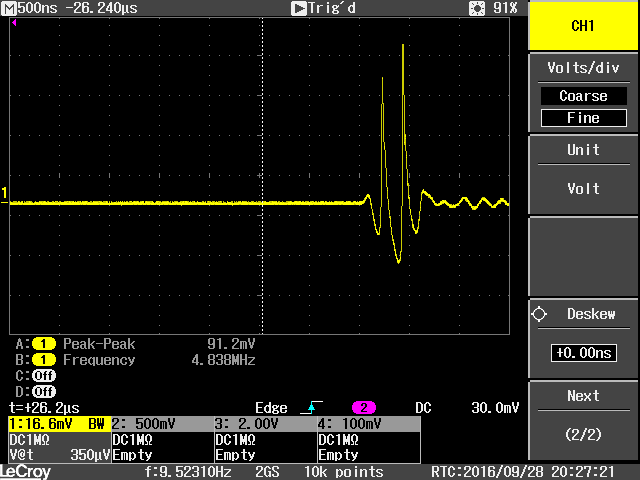 M 500ns -26.240µs Trig'd 91%
CH1
Volts/div
Coarse
Fine
Unit
Volt
1
Deskew
+0.00ns
Next
(2/2)
A: 1 Peak-Peak 91.2mV
B: 1 Frequency 4.838MHz
C: Off
D: Off
t=+26.2µs Edge 2 DC 30.0mV
1:16.6mV BW 2: 500mV 3: 2.00V 4: 100mV
DC1MΩ DC1MΩ DC1MΩ DC1MΩ
V@t 350µV Empty Empty Empty
LeCroy f:9.52310Hz 2GS 10k points RTC:2016/09/28 20:27:21